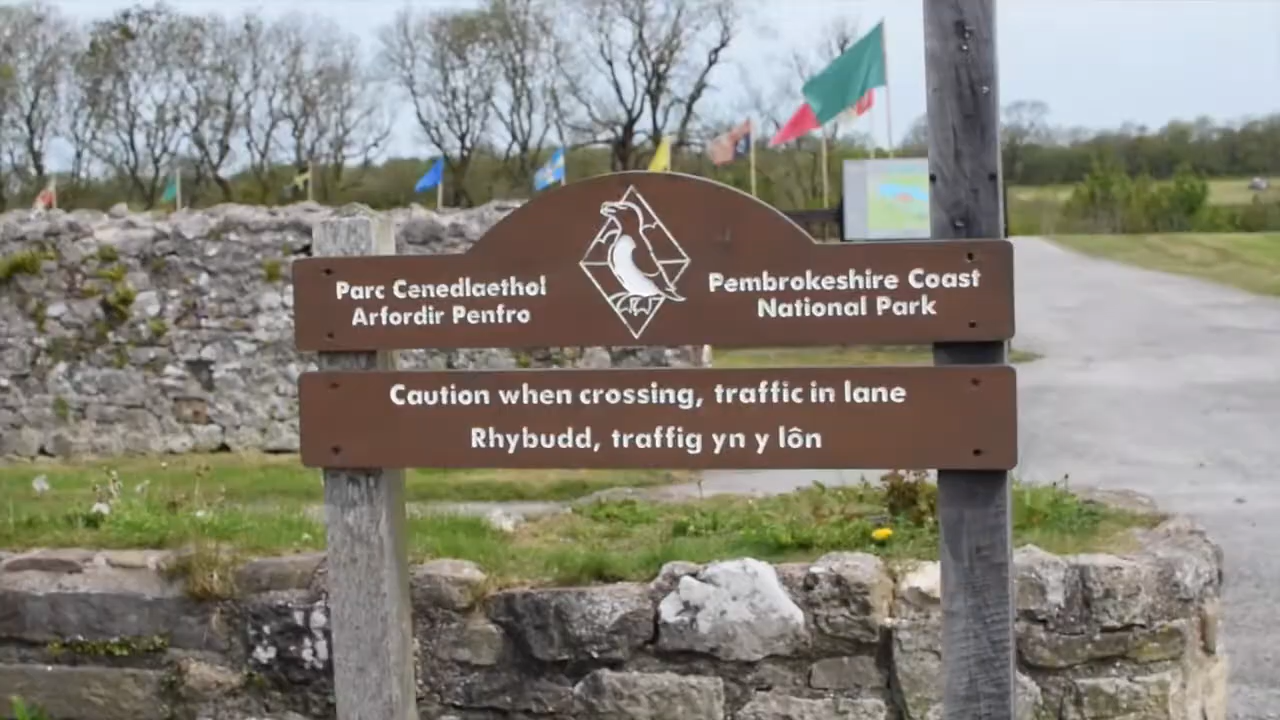 Parc Cenedlaethol
Arfordir Penfro
Pembrokeshire Coast
National Park
Caution when crossing, traffic in lane
Rhybudd, traffig yn y lôn